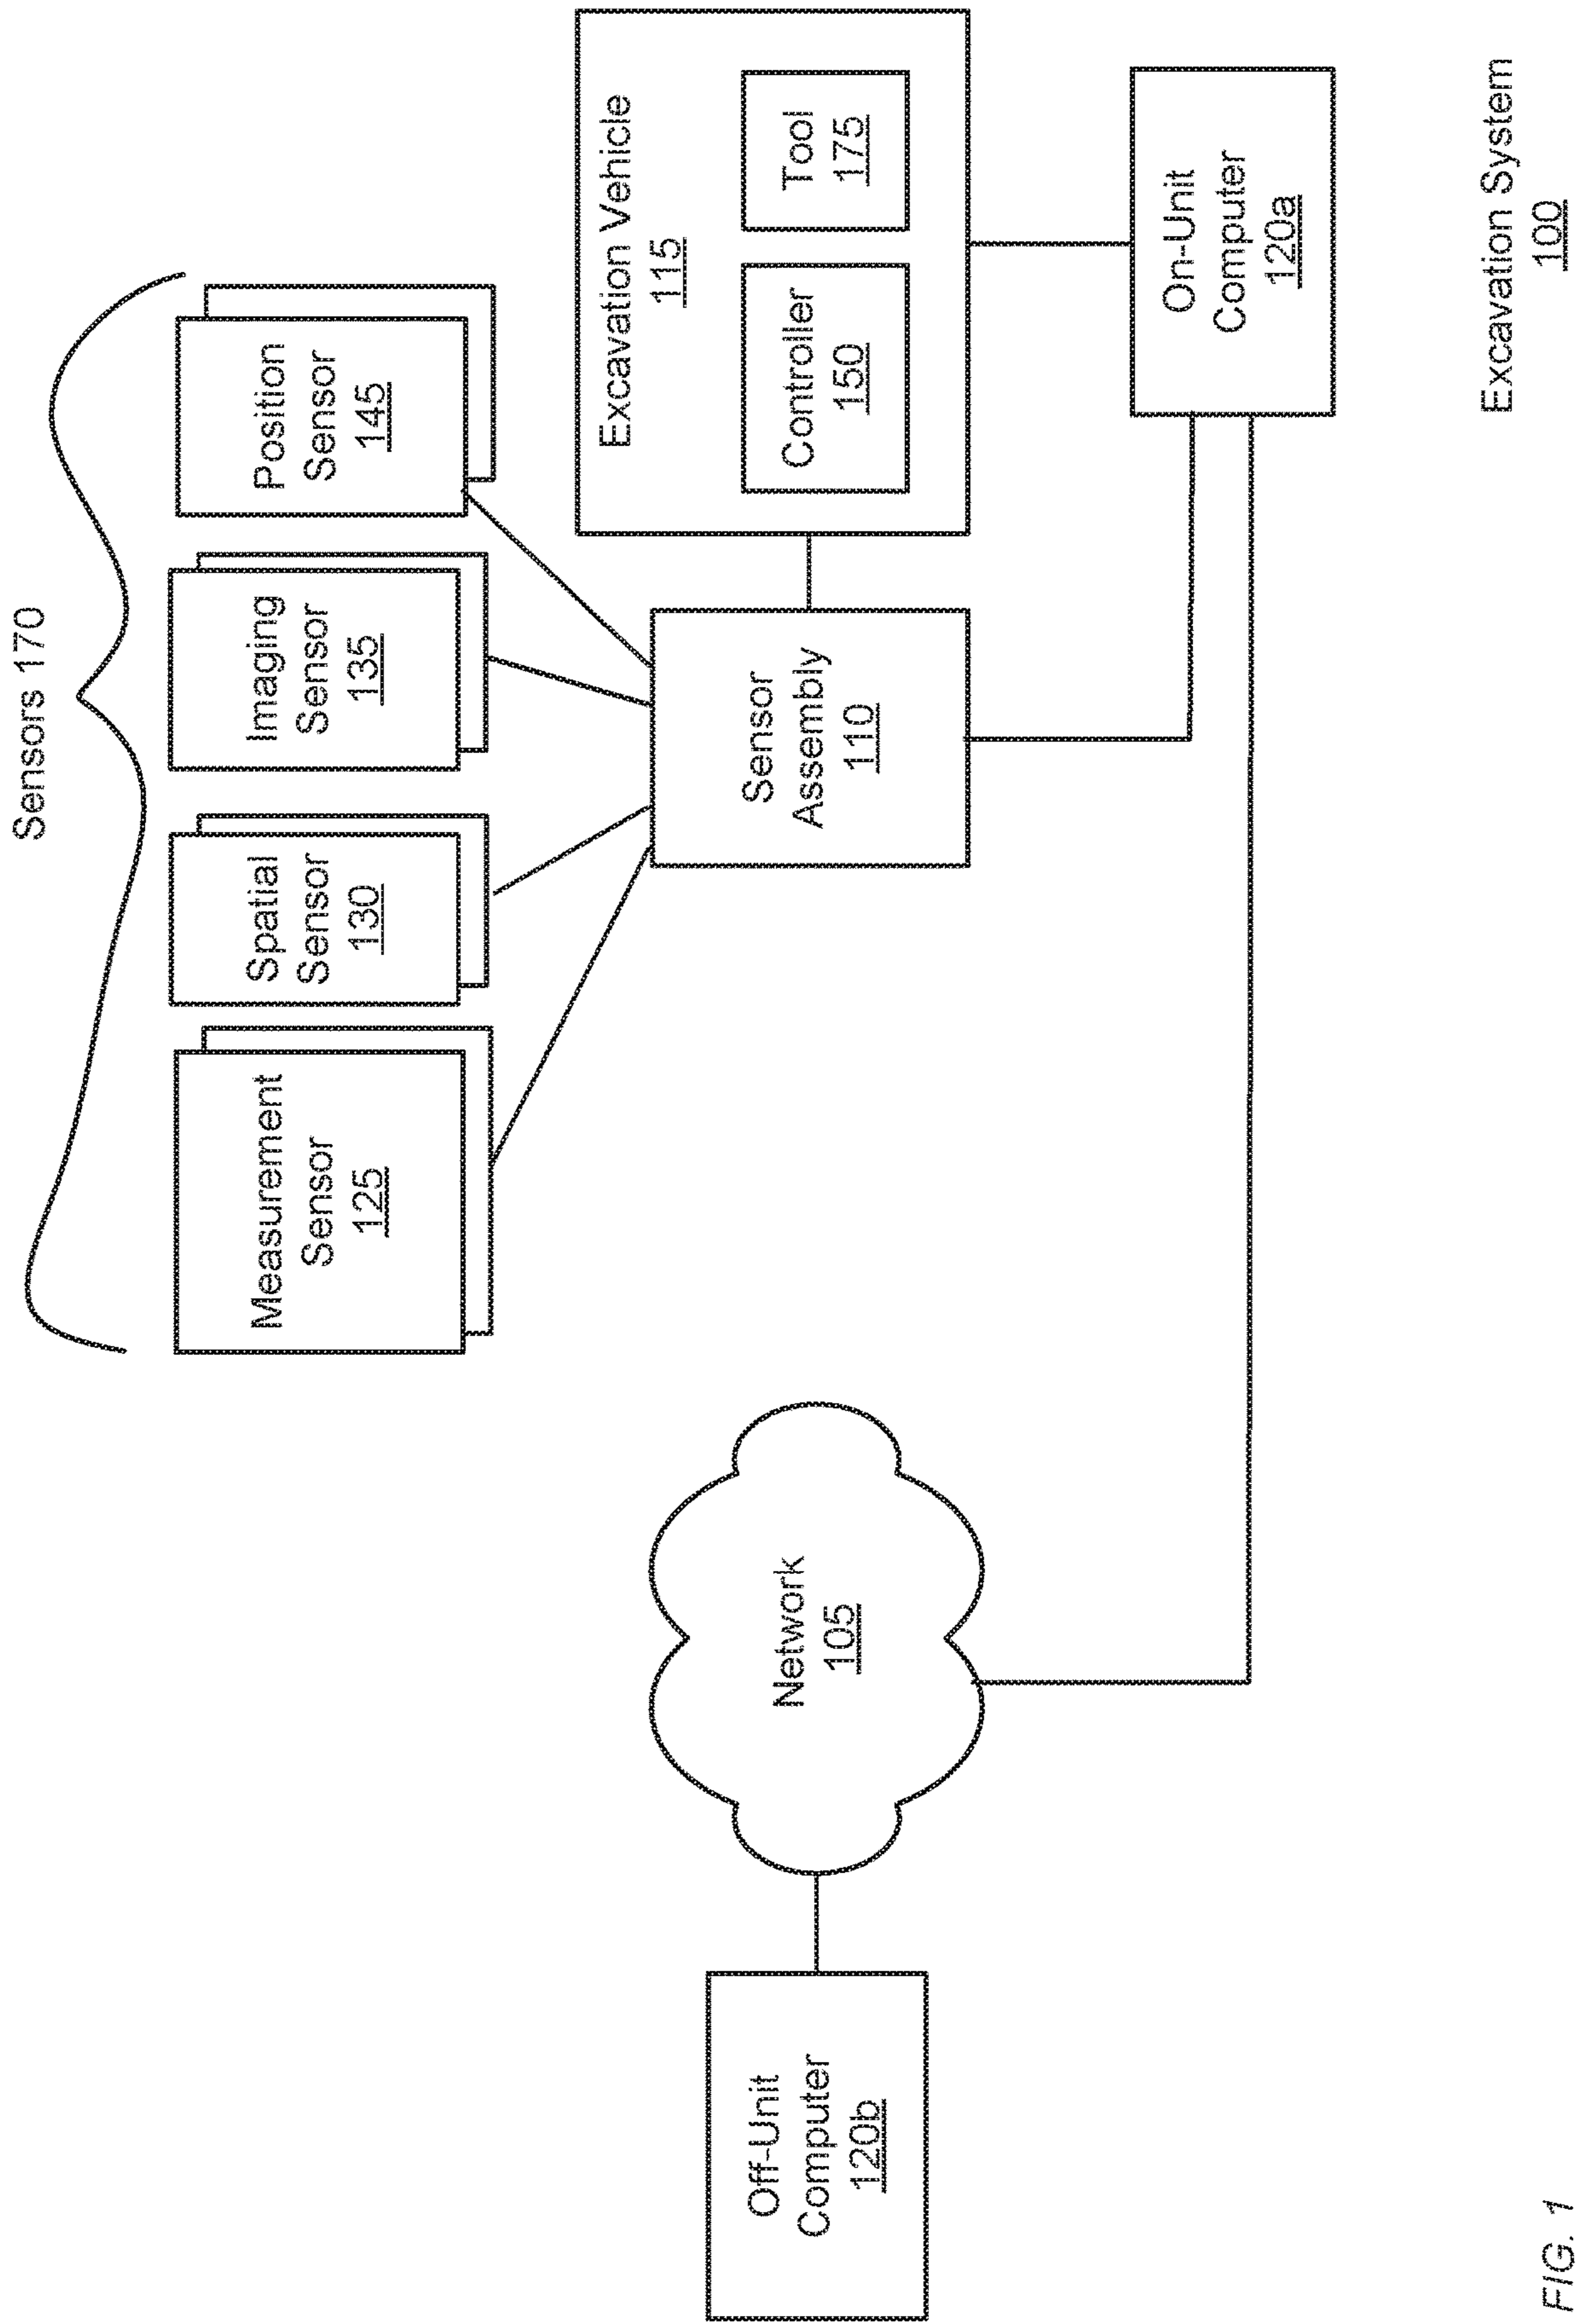 Sensors 170
Measurement
Sensor
125
Spatial
Sensor
130
Imaging
Sensor
135
Position
Sensor
145
Excavation Vehicle
115
Controller
150
Tool
175
Sensor
Assembly
110
Network
105
Off-Unit
Computer
120b
On-Unit
Computer
120a
Excavation System
100
FIG. 1